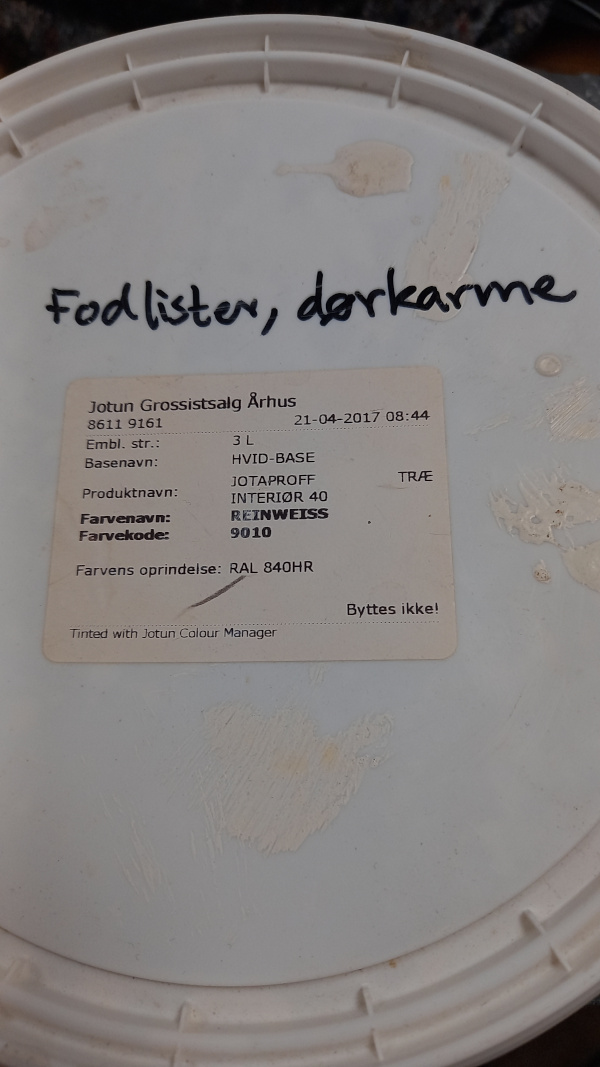 Fodlister, dørkarme
Jotun Grossistsalg Århus
8611 9161 21-04-2017 08:44
Embl. str.: 3 L
Basenavn: HVID-BASE
Produktnavn: JOTAPROFF TRÆ
INTERIØR 40
Farvenavn: REINWEISS
Farvekode: 9010
Farvens oprindelse: RAL 840HR
Byttes ikke!
Tinted with Jotun Colour Manager